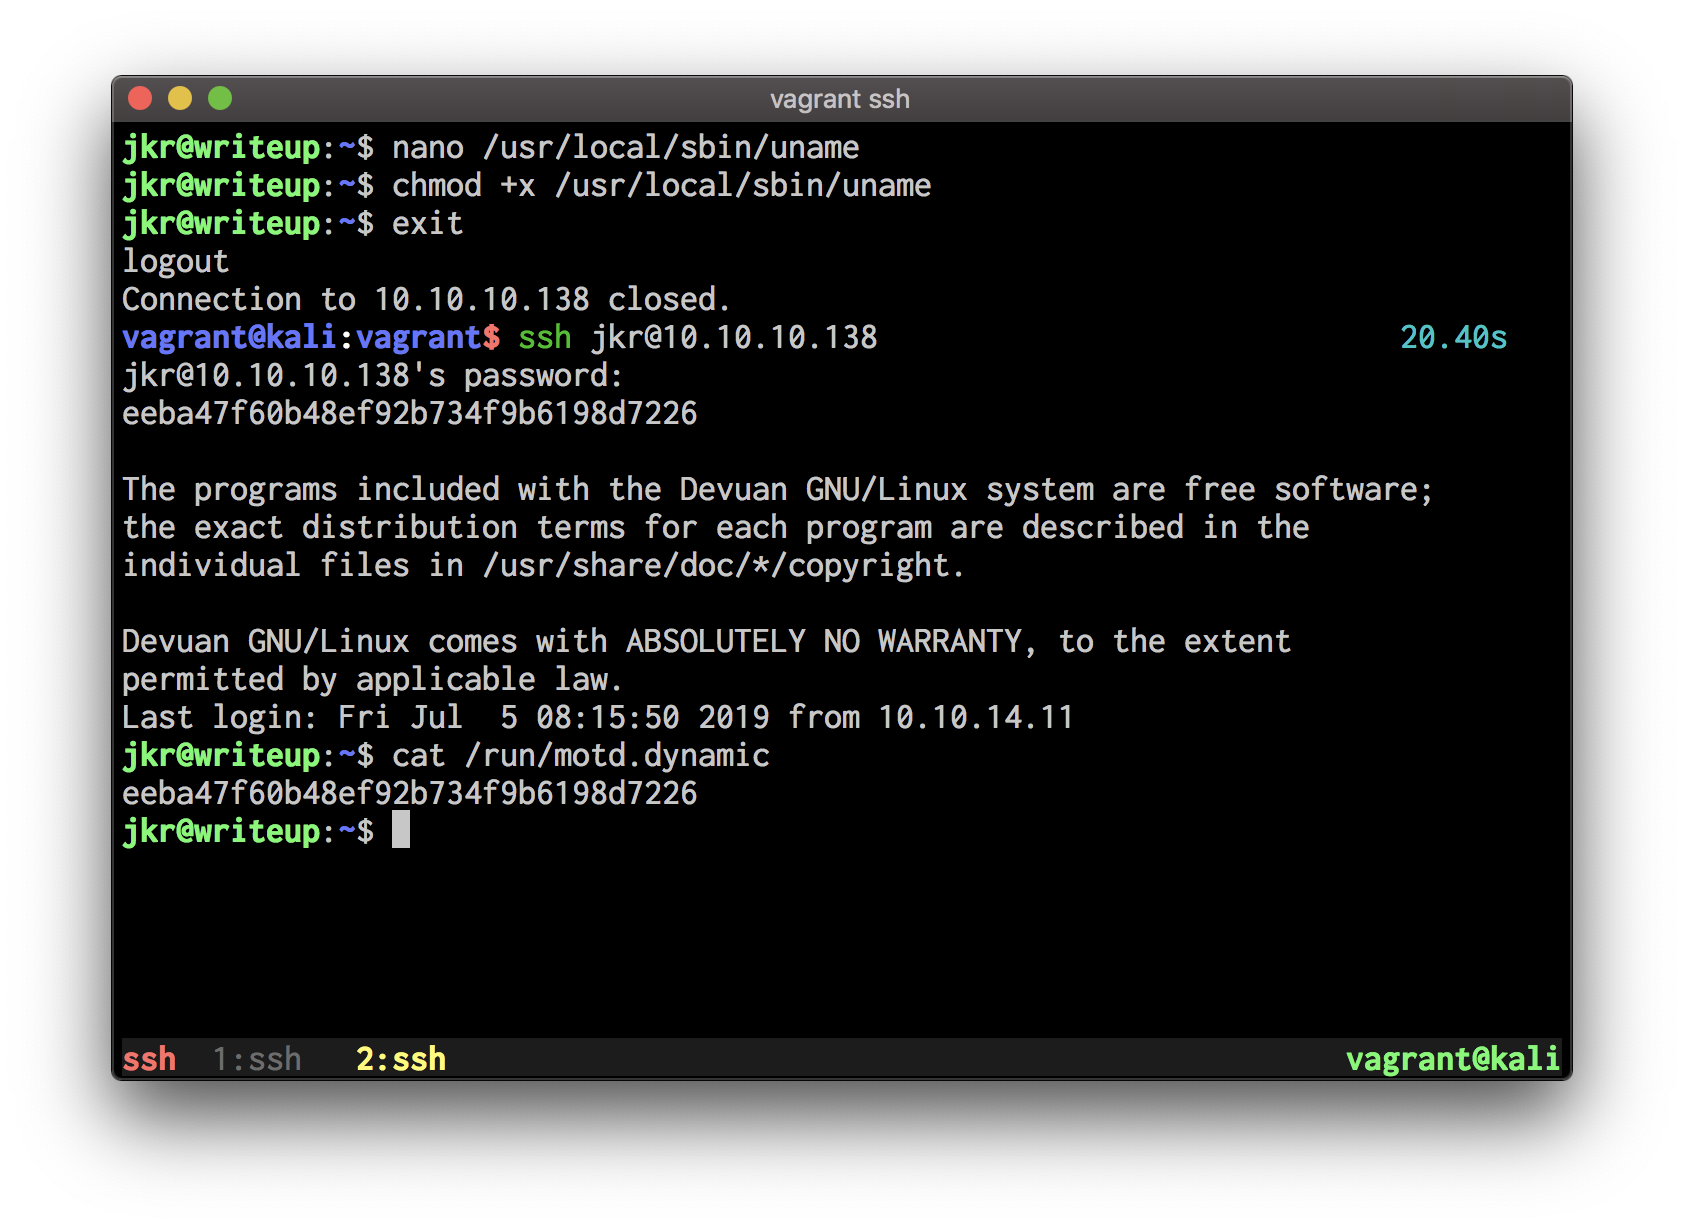 vagrant ssh
jkr@writeup:~$ nano /usr/local/sbin/uname
jkr@writeup:~$ chmod +x /usr/local/sbin/uname
jkr@writeup:~$ exit
logout
Connection to 10.10.10.138 closed.
vagrant@kali:vagrant$ ssh jkr@10.10.10.138 20.40s
jkr@10.10.10.138's password:
eeba47f60b48ef92b734f9b6198d7226

The programs included with the Devuan GNU/Linux system are free software;
the exact distribution terms for each program are described in the
individual files in /usr/share/doc/*/copyright.

Devuan GNU/Linux comes with ABSOLUTELY NO WARRANTY, to the extent
permitted by applicable law.
Last login: Fri Jul  5 08:15:50 2019 from 10.10.14.11
jkr@writeup:~$ cat /run/motd.dynamic
eeba47f60b48ef92b734f9b6198d7226
jkr@writeup:~$
ssh 1:ssh 2:ssh vagrant@kali